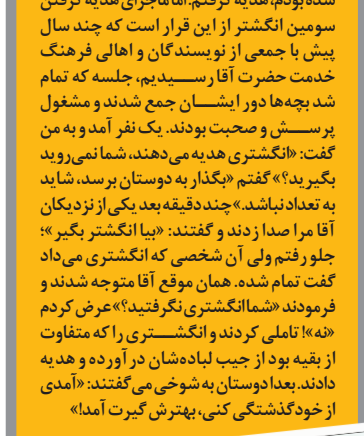 شده بودم، هدیه گرفتم. اما ماجرای هدیه گرفتن
سومین انگشتر از این قرار است که چند سال
پیش با جمعی از نویسندگان و اهالی فرهنگ
خدمت حضرت آقا رســـیدیم، جلسه که تمام
شد بچه‌ها دور ایشـــان جمع شدند و مشغول
پرســـش و صحبت بودند. یک نفر آمد و به من
گفت: «انگشتری هدیه می‌دهند، شما نمی‌روید
بگیرید؟» گفتم «بگذار به دوستان برسد، شاید
به تعداد نباشد.» چند دقیقه بعد یکی از نزدیکان
آقا مرا صدا زدند و گفتند: «بیا انگشتر بگیر»؛
جلو رفتم ولی آن شخصی که انگشتری می‌داد
گفت تمام شده. همان موقع آقا متوجه شدند و
فرمودند «شما انگشتری نگرفتید؟» عرض کردم
«نه»! تاملی کردند و انگشـــتری را که متفاوت
از بقیه بود از جیب لباده‌شان در آورده و هدیه
دادند. بعدا دوستان به شوخی می‌گفتند: «آمدی
از خودگذشتگی کنی، بهترش گیرت آمد!»